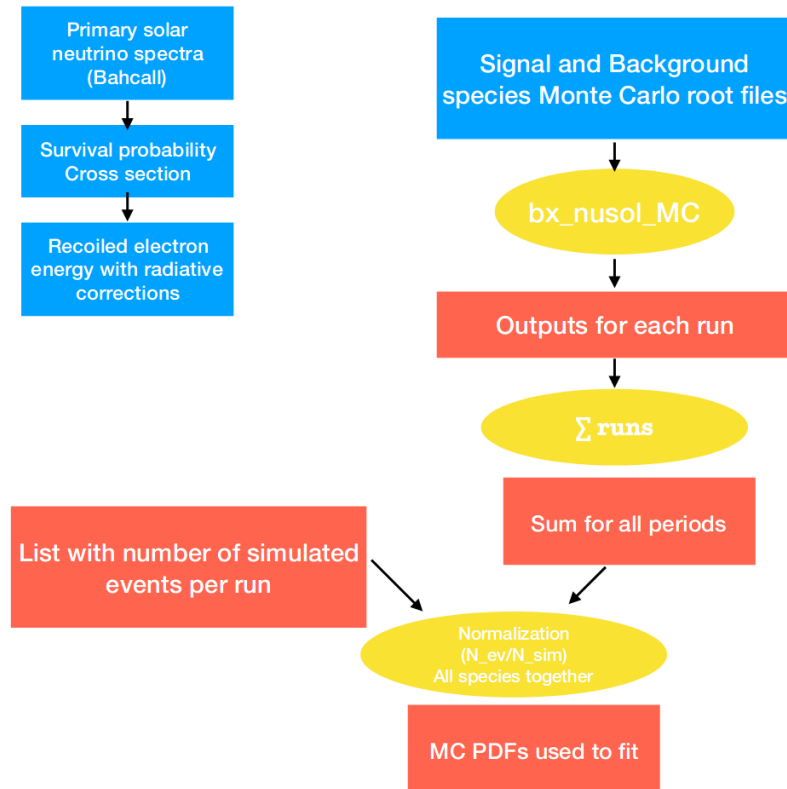 Primary solar
neutrino spectra
(Bahcall)
Survival probability
Cross section
Recoiled electron
energy with radiative
corrections
Signal and Background
species Monte Carlo root files
bx_nusol_MC
Outputs for each run
∑ runs
Sum for all periods
List with number of simulated
events per run
Normalization
(N_ev/N_sim)
All species together
MC PDFs used to fit